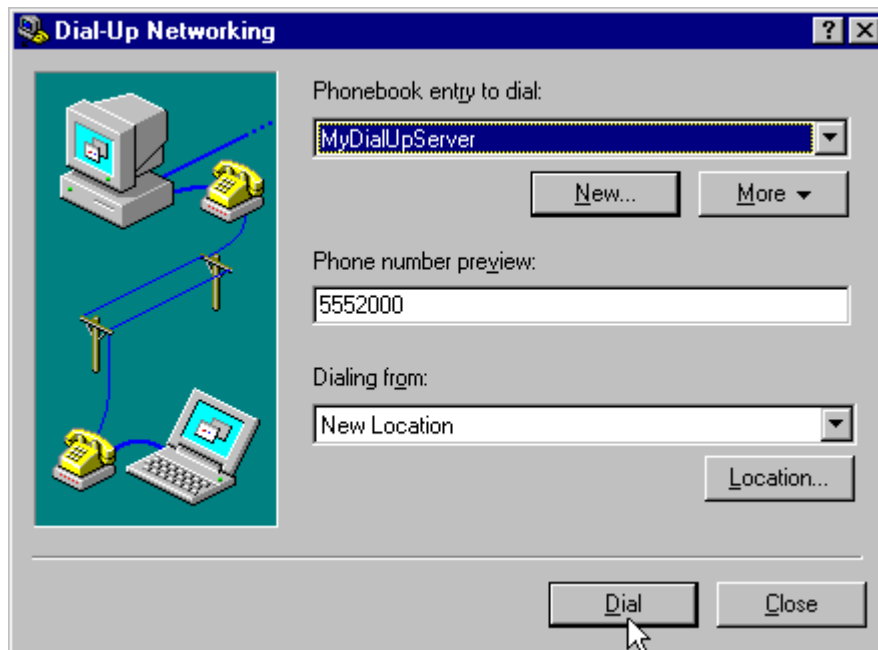 Dial-Up Networking
Phonebook entry to dial:
MyDialUpServer
New... More
Phone number preview:
5552000
Dialing from:
New Location
Location...
Dial Close